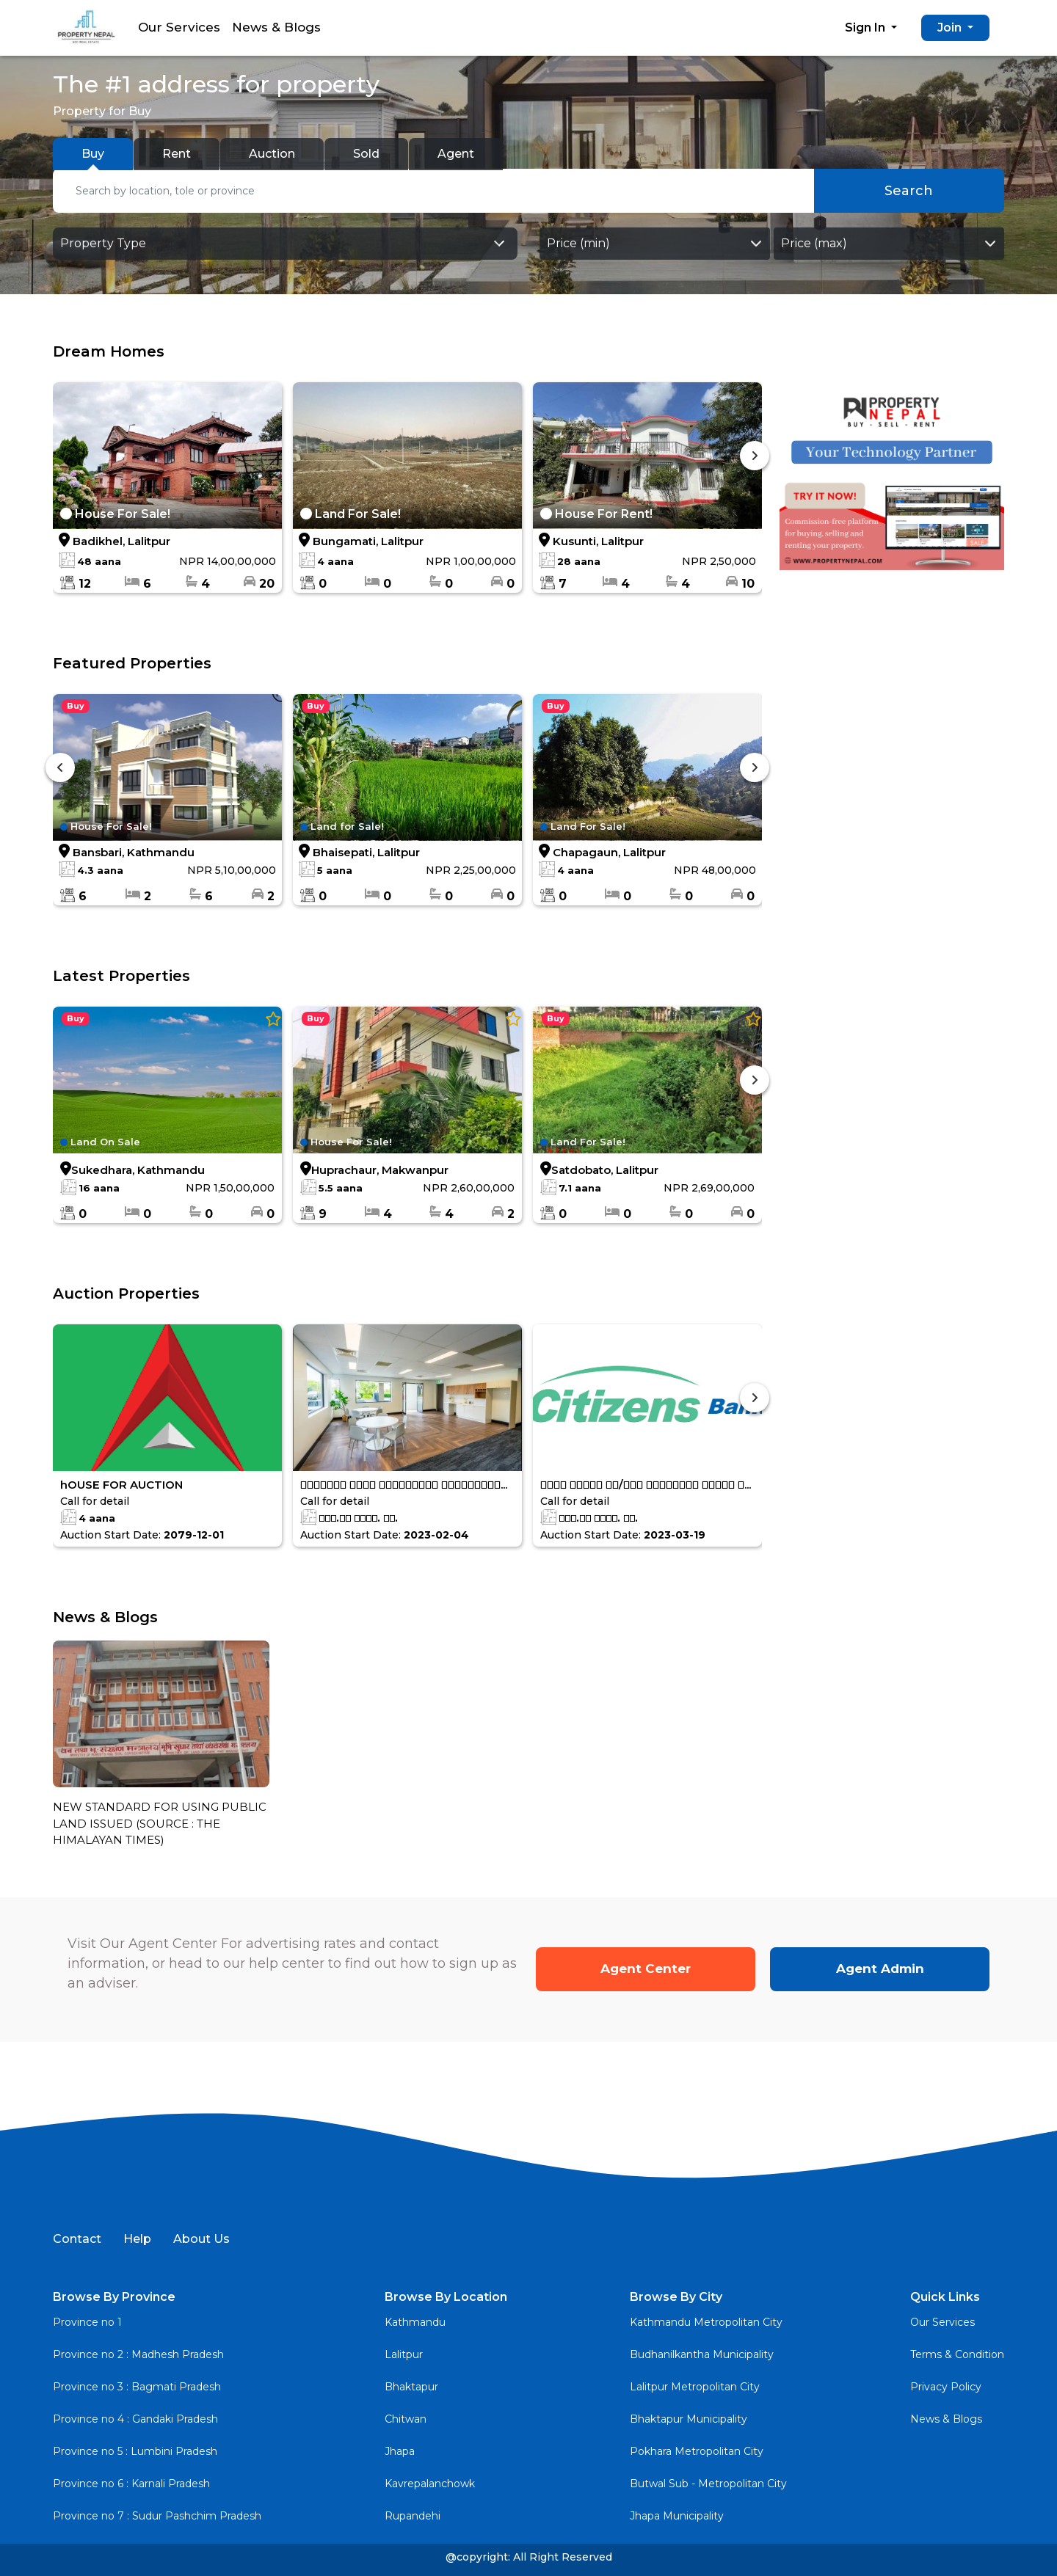 PROPERTY NEPAL
Our Services
News & Blogs
Sign In
Join
The #1 address for property
Property for Buy
Buy
Rent
Auction
Sold
Agent
Search by location, tole or province
Search
Property Type
Price (min)
Price (max)
Dream Homes
House For Sale!
Badikhel, Lalitpur
48 aana
NPR 14,00,00,000
12 6 4 20
Land For Sale!
Bungamati, Lalitpur
4 aana
NPR 1,00,00,000
0 0 0 0
House For Rent!
Kusunti, Lalitpur
28 aana
NPR 2,50,000
7 4 4 10
PROPERTY
NEPAL
BUY - SELL - RENT
Your Technology Partner
TRY IT NOW!
Commission-free platform
for buying, selling and
renting your property.
WWW.PROPERTYNEPAL.COM
Featured Properties
Buy
House For Sale!
Bansbari, Kathmandu
4.3 aana
NPR 5,10,00,000
6 2 6 2
Buy
Land for Sale!
Bhaisepati, Lalitpur
5 aana
NPR 2,25,00,000
0 0 0 0
Buy
Land For Sale!
Chapagaun, Lalitpur
4 aana
NPR 48,00,000
0 0 0 0
Latest Properties
Buy
Land On Sale
Sukedhara, Kathmandu
16 aana
NPR 1,50,00,000
0 0 0 0
Buy
House For Sale!
Huprachaur, Makwanpur
5.5 aana
NPR 2,60,00,000
9 4 4 2
Buy
Land For Sale!
Satdobato, Lalitpur
7.1 aana
NPR 2,69,00,000
0 0 0 0
Auction Properties
hOUSE FOR AUCTION
Call for detail
4 aana
Auction Start Date: 2079-12-01
Call for detail
Auction Start Date: 2023-02-04
Citizens Bank
Call for detail
Auction Start Date: 2023-03-19
News & Blogs
NEW STANDARD FOR USING PUBLIC
LAND ISSUED (SOURCE : THE
HIMALAYAN TIMES)
Visit Our Agent Center For advertising rates and contact
information, or head to our help center to find out how to sign up as
an adviser.
Agent Center
Agent Admin
Contact
Help
About Us
Browse By Province
Province no 1
Province no 2 : Madhesh Pradesh
Province no 3 : Bagmati Pradesh
Province no 4 : Gandaki Pradesh
Province no 5 : Lumbini Pradesh
Province no 6 : Karnali Pradesh
Province no 7 : Sudur Pashchim Pradesh
Browse By Location
Kathmandu
Lalitpur
Bhaktapur
Chitwan
Jhapa
Kavrepalanchowk
Rupandehi
Browse By City
Kathmandu Metropolitan City
Budhanilkantha Municipality
Lalitpur Metropolitan City
Bhaktapur Municipality
Pokhara Metropolitan City
Butwal Sub - Metropolitan City
Jhapa Municipality
Quick Links
Our Services
Terms & Condition
Privacy Policy
News & Blogs
@copyright: All Right Reserved